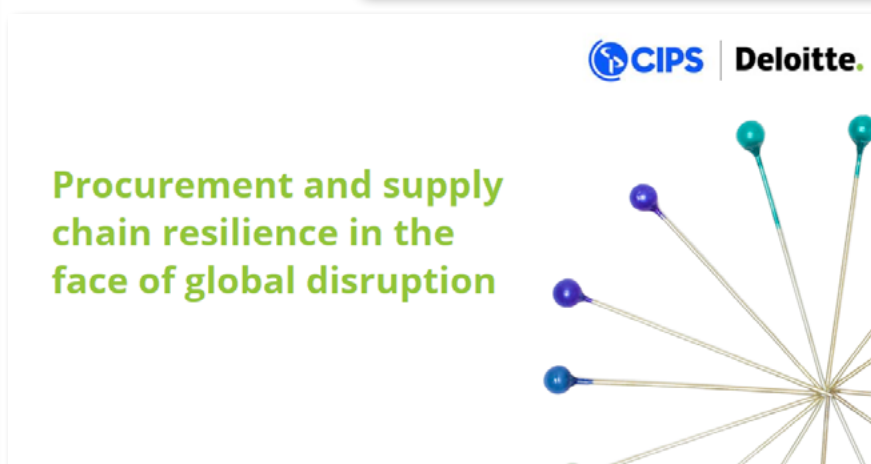 CIPS | Deloitte.
Procurement and supply
chain resilience in the
face of global disruption